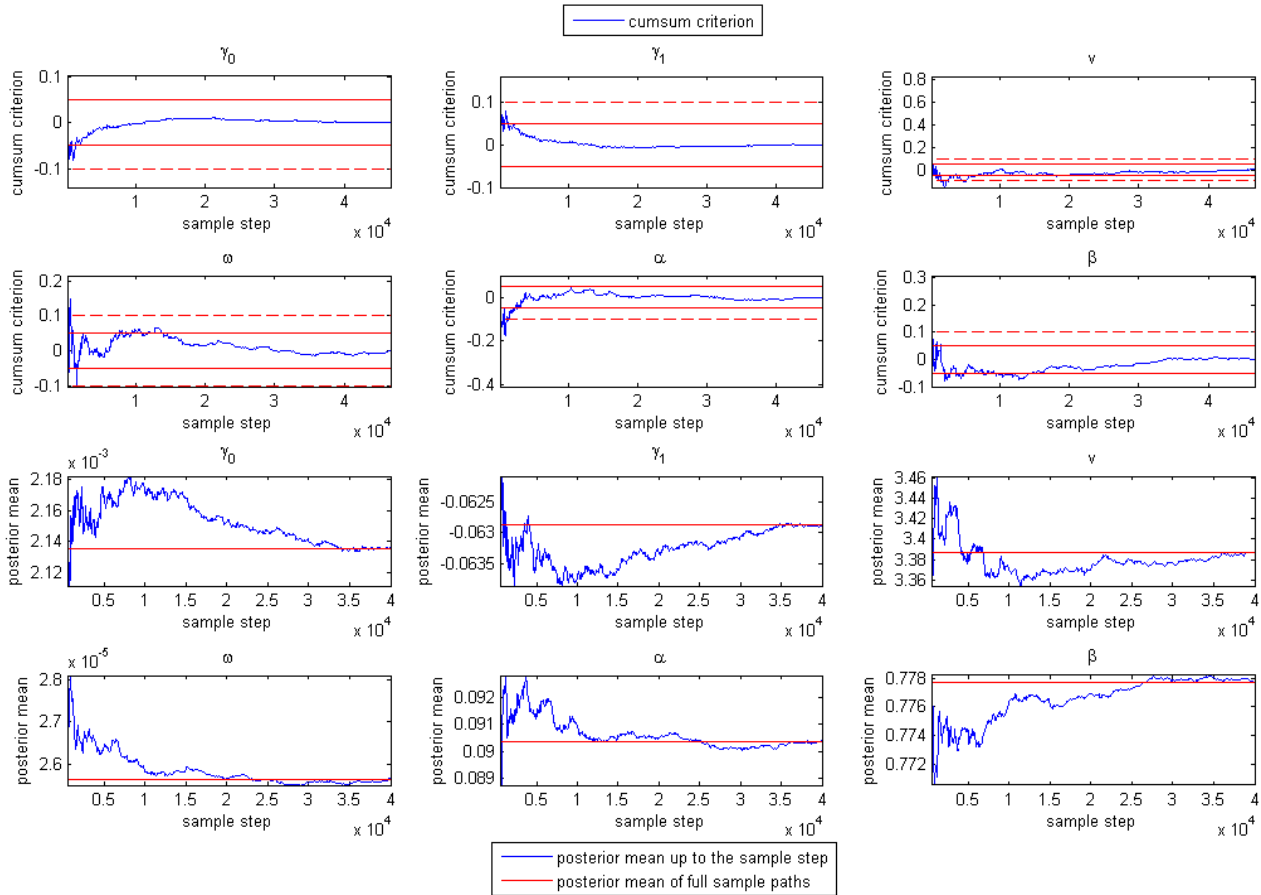 cumsum criterion
γ0
γ1
ν
0.1
0
-0.1
cumsum criterion
1 2 3 4
sample step
x 10^4
0.1
0
-0.1
cumsum criterion
1 2 3 4
sample step
x 10^4
0.8
0.6
0.4
0.2
0
cumsum criterion
1 2 3 4
sample step
x 10^4
ω
α
β
0.2
0.1
0
-0.1
cumsum criterion
1 2 3 4
sample step
x 10^4
0
-0.2
-0.4
cumsum criterion
1 2 3 4
sample step
x 10^4
0.3
0.2
0.1
0
-0.1
cumsum criterion
1 2 3 4
sample step
x 10^4
x 10^-3
γ0
γ1
ν
2.18
2.16
2.14
2.12
posterior mean
0.5 1 1.5 2 2.5 3 3.5 4
sample step
x 10^4
-0.0625
-0.063
-0.0635
posterior mean
0.5 1 1.5 2 2.5 3 3.5 4
sample step
x 10^4
3.46
3.44
3.42
3.4
3.38
3.36
posterior mean
0.5 1 1.5 2 2.5 3 3.5 4
sample step
x 10^4
x 10^-5
ω
α
β
2.8
2.7
2.6
posterior mean
0.5 1 1.5 2 2.5 3 3.5 4
sample step
x 10^4
0.092
0.091
0.09
0.089
posterior mean
0.5 1 1.5 2 2.5 3 3.5 4
sample step
x 10^4
0.778
0.776
0.774
0.772
posterior mean
0.5 1 1.5 2 2.5 3 3.5 4
sample step
x 10^4
posterior mean up to the sample step
posterior mean of full sample paths